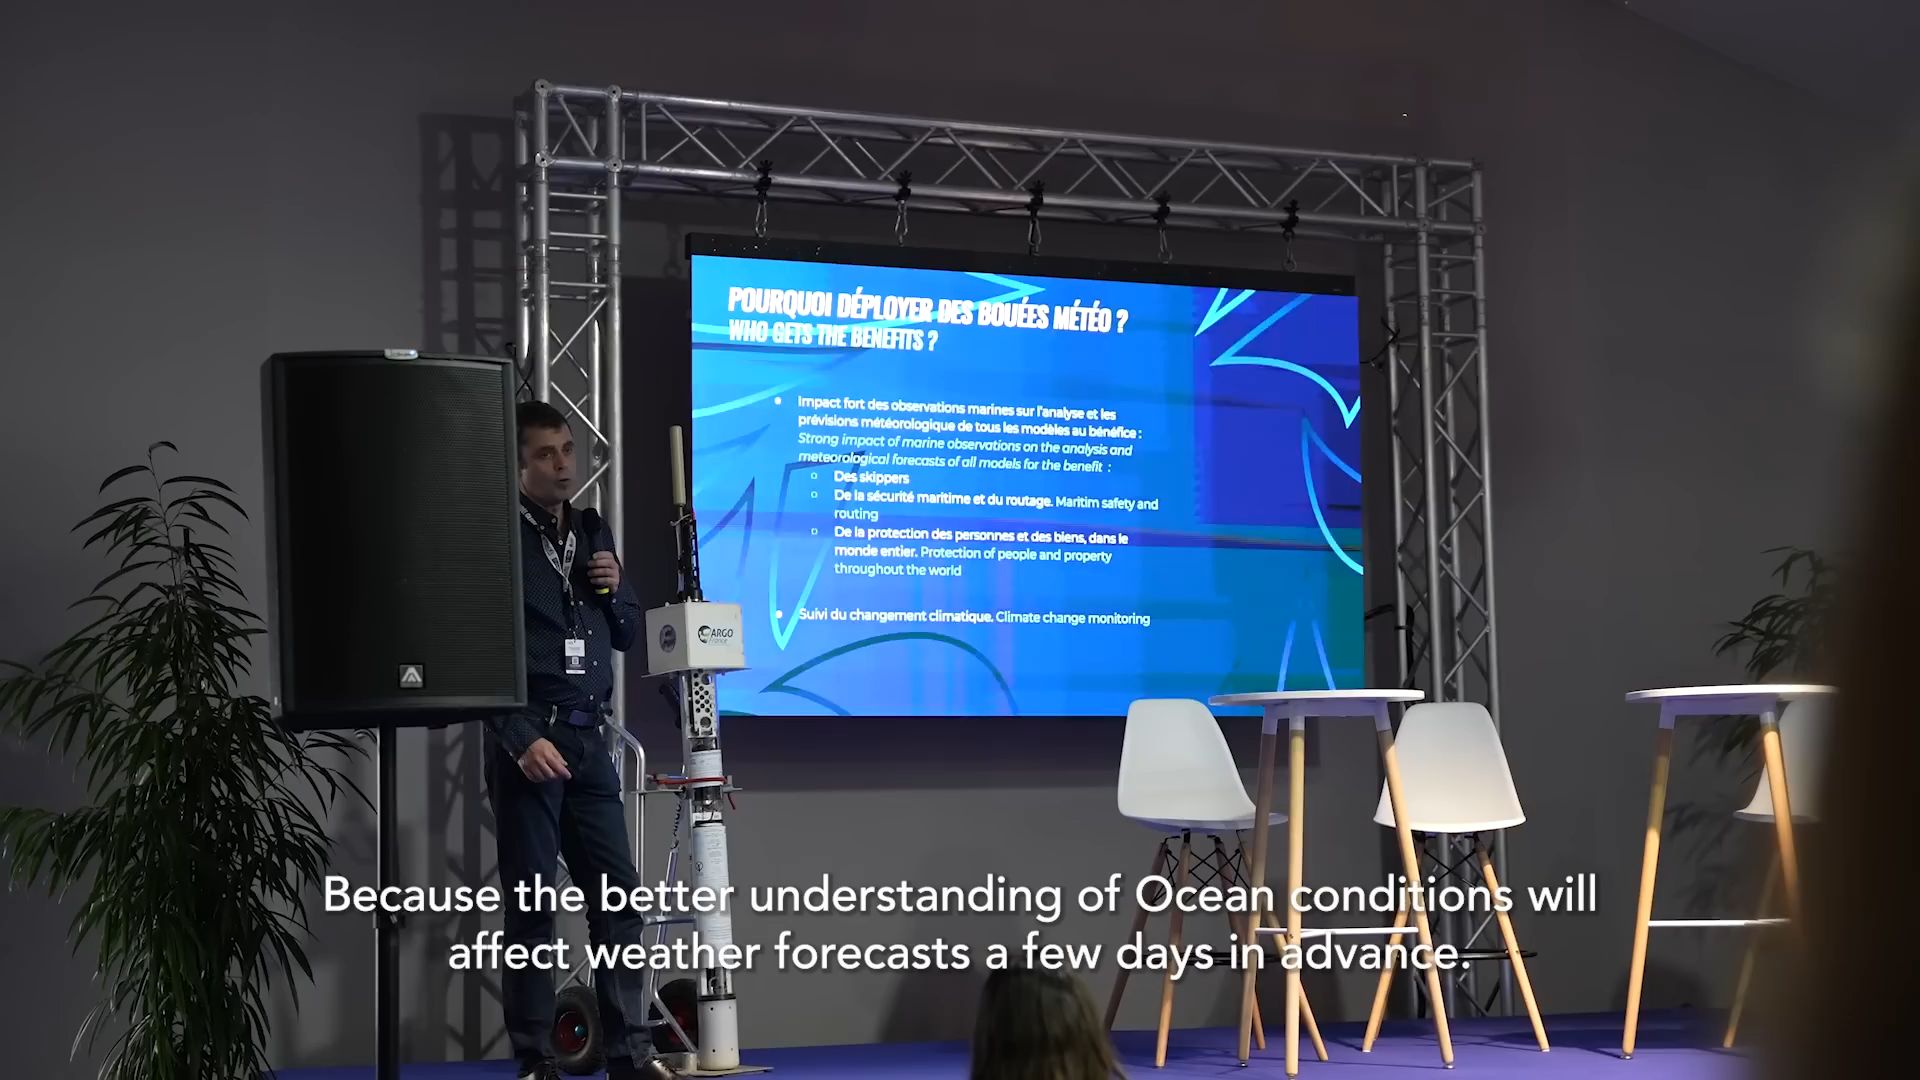 POURQUOI DÉPLOYER DES BOUÉES MÉTÉO ?
WHO GETS THE BENEFITS ?
Impact fort des observations marines sur l'analyse et les
prévisions météorologique de tous les modèles au bénéfice :
Strong impact of marine observations on the analysis and
meteorological forecasts of all models for the benefit :
Des skippers
De la sécurité maritime et du routage. Maritim safety and
routing
De la protection des personnes et des biens, dans le
monde entier. Protection of people and property
throughout the world
Suivi du changement climatique. Climate change monitoring
ARGO
France
Because the better understanding of Ocean conditions will
affect weather forecasts a few days in advance.